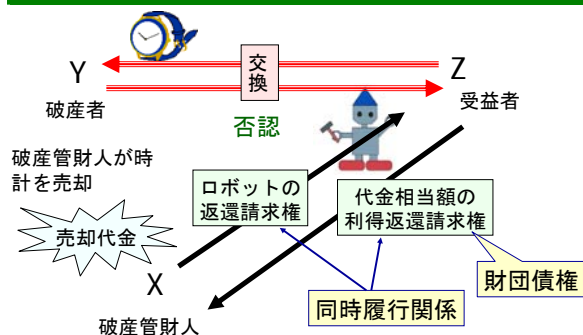 Y
破産者
交
換
Z
受益者
否認
破産管財人が時
計を売却
売却代金
ロボットの
返還請求権
代金相当額の
利得返還請求権
X
破産管財人
同時履行関係
財団債権